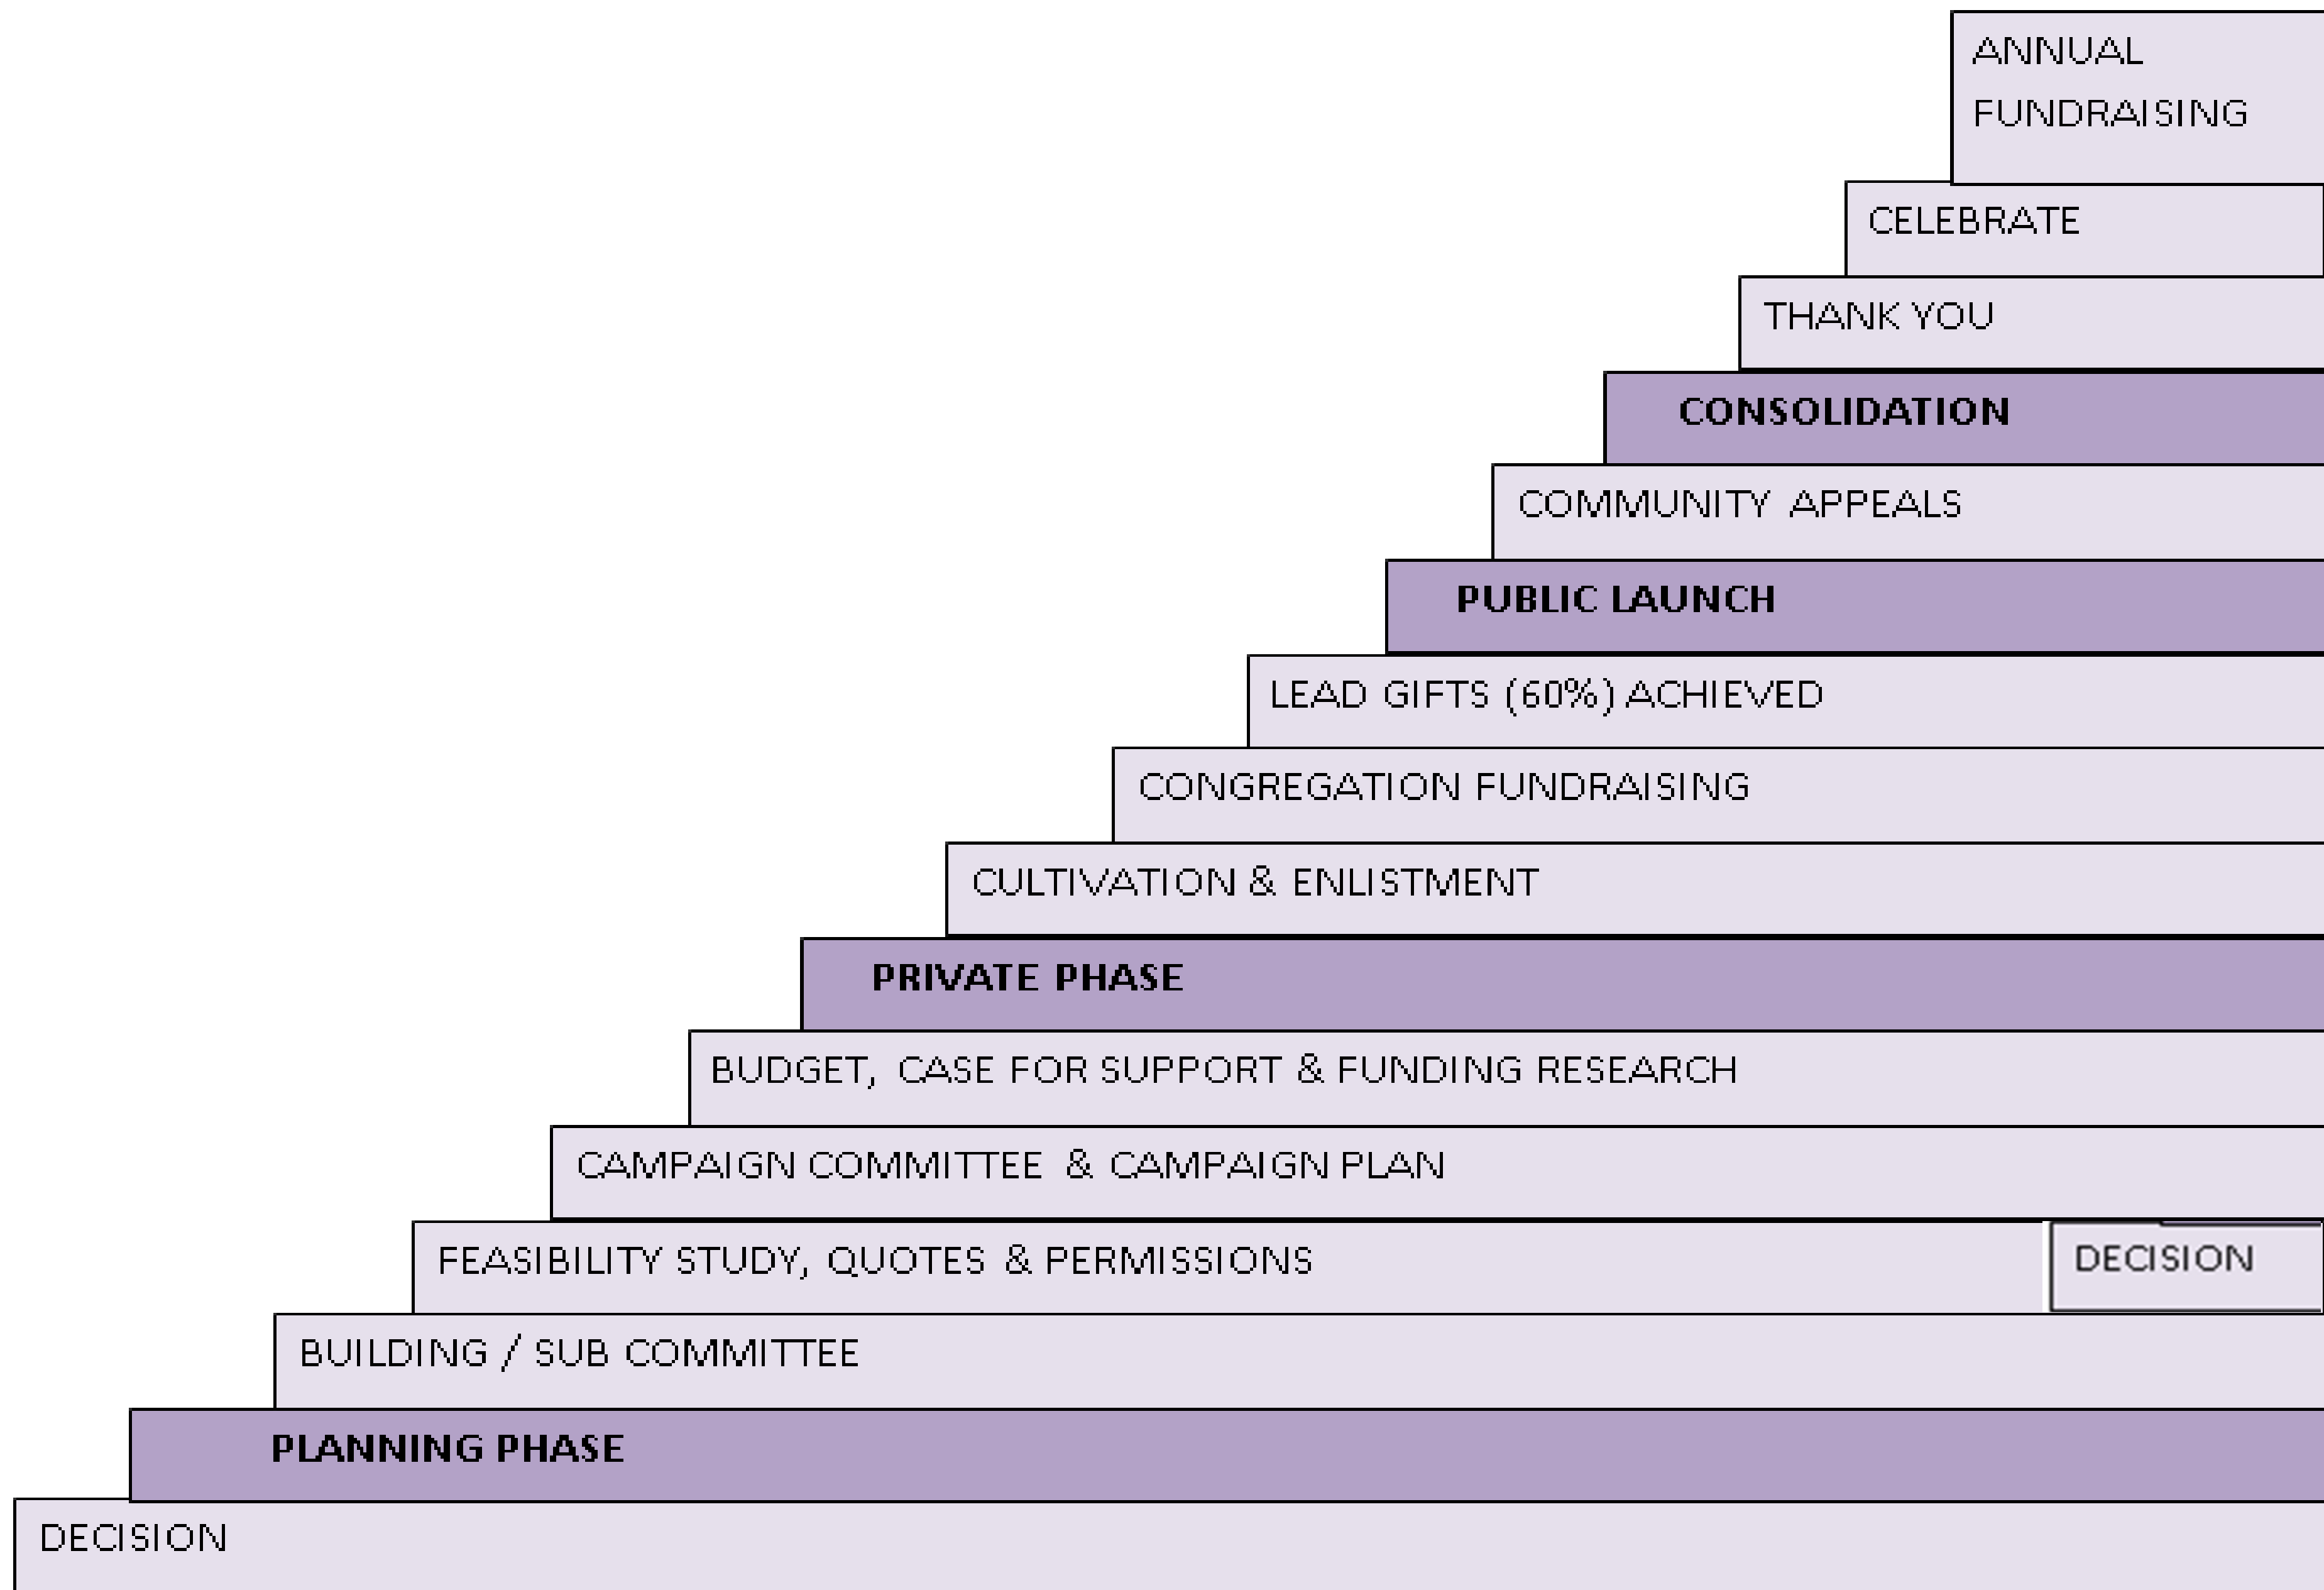 ANNUAL
FUNDRAISING
CELEBRATE
THANK YOU
CONSOLIDATION
COMMUNITY APPEALS
PUBLIC LAUNCH
LEAD GIFTS (60%) ACHIEVED
CONGREGATION FUNDRAISING
CULTIVATION & ENLISTMENT
PRIVATE PHASE
BUDGET, CASE FOR SUPPORT & FUNDING RESEARCH
CAMPAIGN COMMITTEE & CAMPAIGN PLAN
FEASIBILITY STUDY, QUOTES & PERMISSIONS
DECISION
BUILDING / SUB COMMITTEE
PLANNING PHASE
DECISION